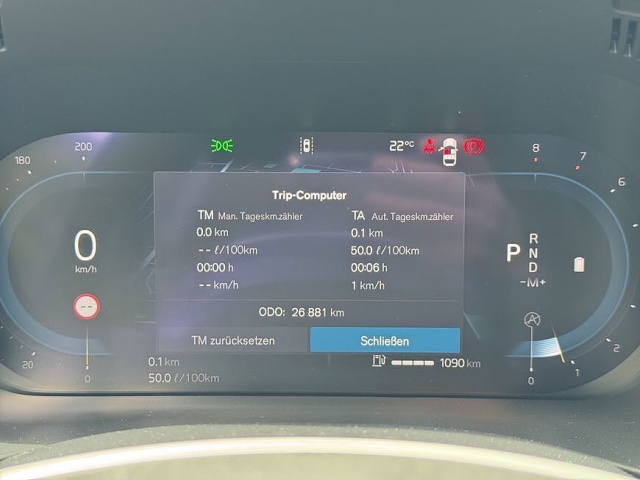 180
200
22°C
8
7
6
Trip-Computer
TM Man. Tageskm.zähler
TA Aut. Tageskm.zähler
0.0 km
0.1 km
-- ℓ/100km
50.0 ℓ/100km
00:00 h
00:06 h
-- km/h
1 km/h
ODO: 26 881 km
TM zurücksetzen
Schließen
0
km/h
P
R
N
D
-M+
--
20
0
0.1 km
50.0 ℓ/100km
1090 km
2
1
0